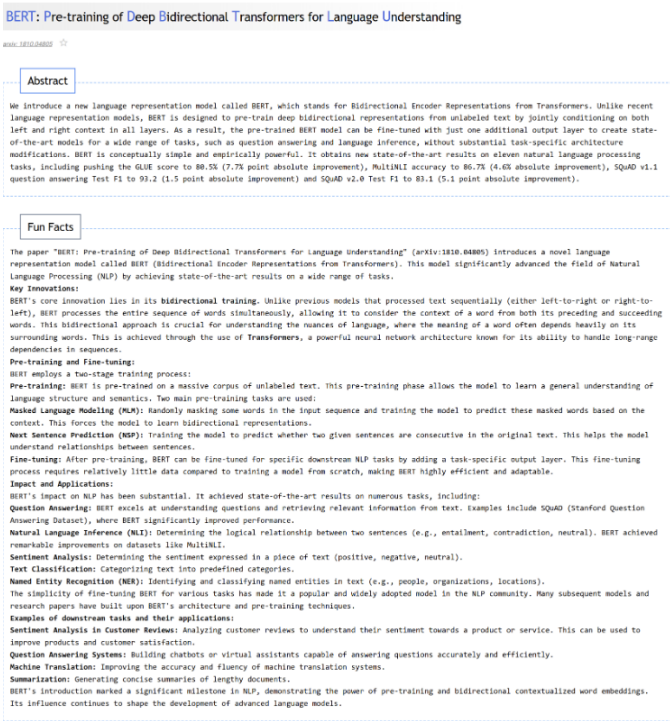 BERT: Pre-training of Deep Bidirectional Transformers for Language Understanding
arxiv: 1810.04805 ☆
Abstract
We introduce a new language representation model called BERT, which stands for Bidirectional Encoder Representations from Transformers. Unlike recent
language representation models, BERT is designed to pre-train deep bidirectional representations from unlabeled text by jointly conditioning on both
left and right context in all layers. As a result, the pre-trained BERT model can be fine-tuned with just one additional output layer to create state-
of-the-art models for a wide range of tasks, such as question answering and language inference, without substantial task-specific architecture
modifications. BERT is conceptually simple and empirically powerful. It obtains new state-of-the-art results on eleven natural language processing
tasks, including pushing the GLUE score to 80.5% (7.7% point absolute improvement), MultiNLI accuracy to 86.7% (4.6% absolute improvement), SQuAD v1.1
question answering Test F1 to 93.2 (1.5 point absolute improvement) and SQuAD v2.0 Test F1 to 83.1 (5.1 point absolute improvement).
Fun Facts
The paper "BERT: Pre-training of Deep Bidirectional Transformers for Language Understanding" (arXiv:1810.04805) introduces a novel language
representation model called BERT (Bidirectional Encoder Representations from Transformers). This model significantly advanced the field of Natural
Language Processing (NLP) by achieving state-of-the-art results on a wide range of tasks.
Key Innovations:
BERT's core innovation lies in its bidirectional training. Unlike previous models that processed text sequentially (either left-to-right or right-to-
left), BERT processes the entire sequence of words simultaneously, allowing it to consider the context of a word from both its preceding and succeeding
words. This bidirectional approach is crucial for understanding the nuances of language, where the meaning of a word often depends heavily on its
surrounding words. This is achieved through the use of Transformers, a powerful neural network architecture known for its ability to handle long-range
dependencies in sequences.
Pre-training and Fine-tuning:
BERT employs a two-stage training process:
Pre-training: BERT is pre-trained on a massive corpus of unlabeled text. This pre-training phase allows the model to learn a general understanding of
language structure and semantics. Two main pre-training tasks are used:
Masked Language Modeling (MLM): Randomly masking some words in the input sequence and training the model to predict these masked words based on the
context. This forces the model to learn bidirectional representations.
Next Sentence Prediction (NSP): Training the model to predict whether two given sentences are consecutive in the original text. This helps the model
understand relationships between sentences.
Fine-tuning: After pre-training, BERT can be fine-tuned for specific downstream NLP tasks by adding a task-specific output layer. This fine-tuning
process requires relatively little data compared to training a model from scratch, making BERT highly efficient and adaptable.
Impact and Applications:
BERT's impact on NLP has been substantial. It achieved state-of-the-art results on numerous tasks, including:
Question Answering: BERT excels at understanding questions and retrieving relevant information from text. Examples include SQuAD (Stanford Question
Answering Dataset), where BERT significantly improved performance.
Natural Language Inference (NLI): Determining the logical relationship between two sentences (e.g., entailment, contradiction, neutral). BERT achieved
remarkable improvements on datasets like MultiNLI.
Sentiment Analysis: Determining the sentiment expressed in a piece of text (positive, negative, neutral).
Text Classification: Categorizing text into predefined categories.
Named Entity Recognition (NER): Identifying and classifying named entities in text (e.g., people, organizations, locations).
The simplicity of fine-tuning BERT for various tasks has made it a popular and widely adopted model in the NLP community. Many subsequent models and
research papers have built upon BERT's architecture and pre-training techniques.
Examples of downstream tasks and their applications:
Sentiment Analysis in Customer Reviews: Analyzing customer reviews to understand their sentiment towards a product or service. This can be used to
improve products and customer satisfaction.
Question Answering Systems: Building chatbots or virtual assistants capable of answering questions accurately and efficiently.
Machine Translation: Improving the accuracy and fluency of machine translation systems.
Summarization: Generating concise summaries of lengthy documents.
BERT's introduction marked a significant milestone in NLP, demonstrating the power of pre-training and bidirectional contextualized word embeddings.
Its influence continues to shape the development of advanced language models.